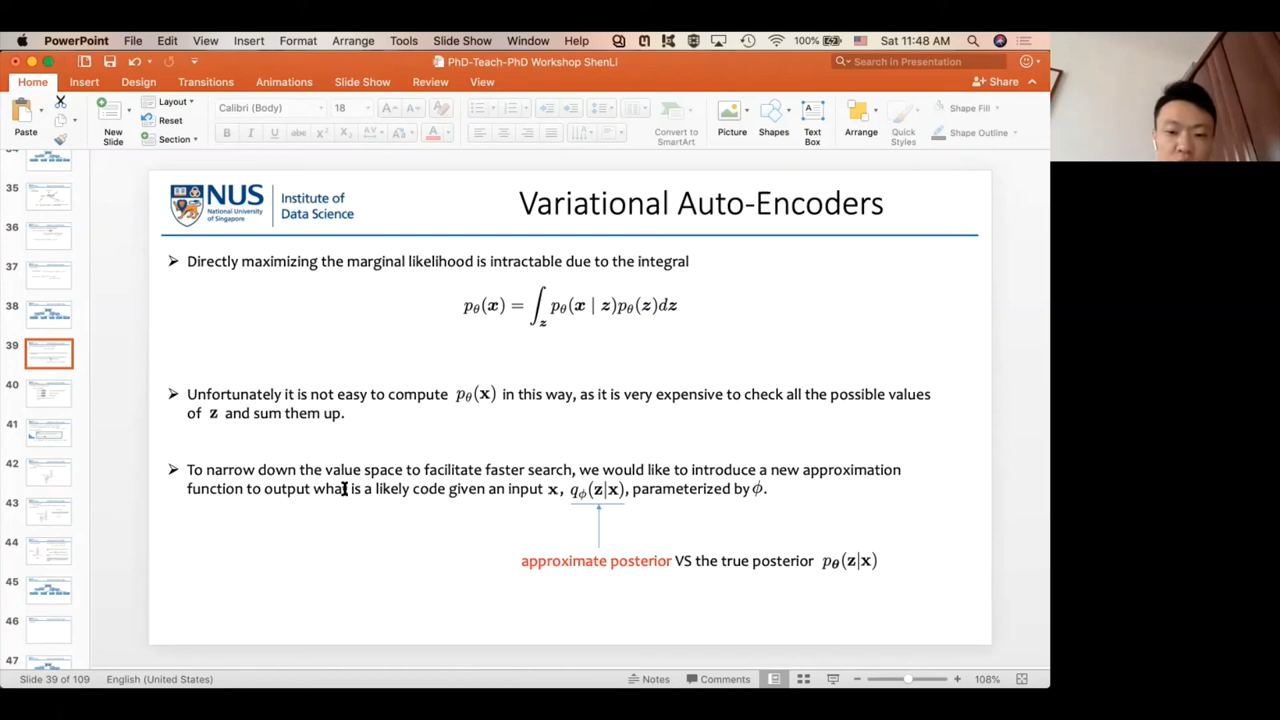 PowerPoint File Edit View Insert Format Arrange Tools Slide Show Window Help 100% Sat 11:48 AM
PhD-Teach-PhD Workshop ShenLi Search in Presentation
Home Insert Design Transitions Animations Slide Show Review View Share
Paste New Slide Layout Reset Section Calibri (Body) 18 Convert to SmartArt Picture Shapes Text Box Arrange Quick Styles Shape Fill Shape Outline
35
36
37
38
39
40
41
42
43
44
45
46
47
NUS National University of Singapore Institute of Data Science
Variational Auto-Encoders
Directly maximizing the marginal likelihood is intractable due to the integral
pθ(x) = ∫z pθ(x | z)pθ(z)dz
Unfortunately it is not easy to compute pθ(x) in this way, as it is very expensive to check all the possible values
of z and sum them up.
To narrow down the value space to facilitate faster search, we would like to introduce a new approximation
function to output what is a likely code given an input x, qϕ(z|x), parameterized by ϕ.
approximate posterior VS the true posterior pθ(z|x)
Slide 39 of 109 English (United States) Notes Comments 108%